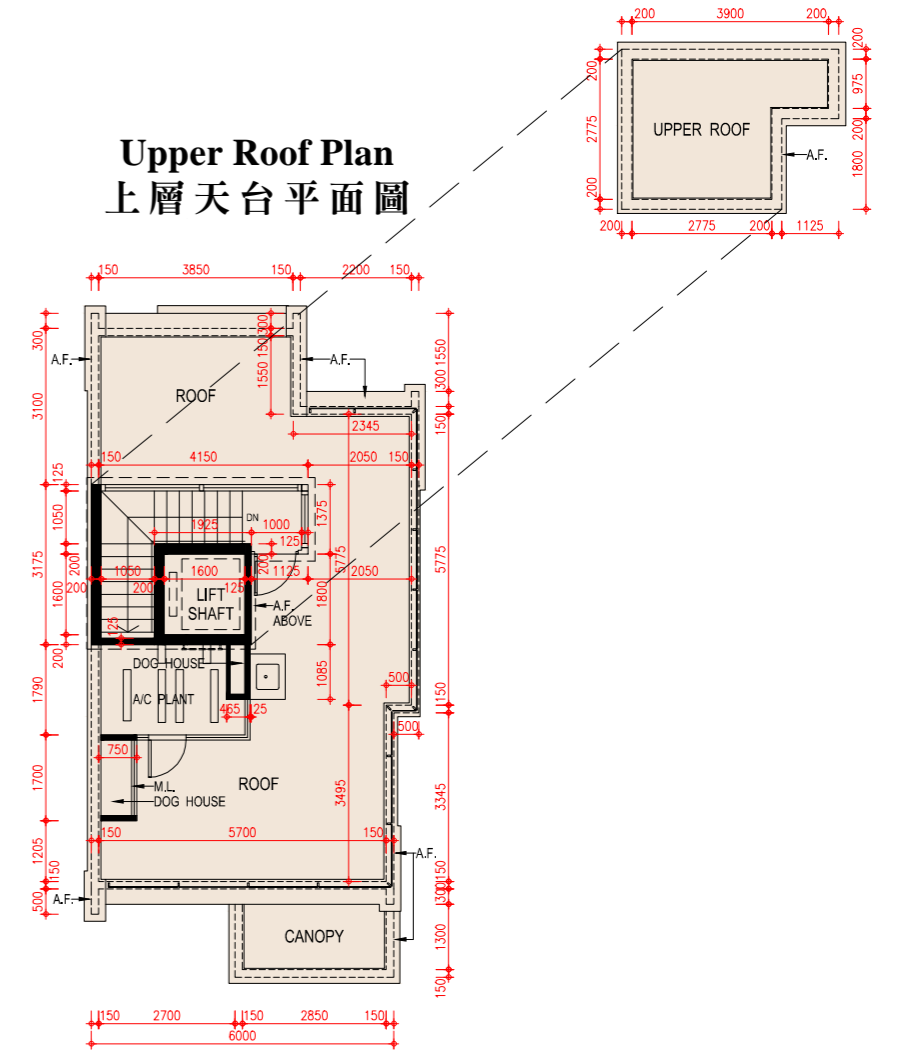 200 3900 200
200
200
975
2775
UPPER ROOF
200
A.F.
1800
200
200 2775 200 1125
Upper Roof Plan
上層天台平面圖
150 3850 150 2200 150
300
300
150
1550
A.F.
A.F.
1550
300
150
ROOF
3100
2345
125
150 4150 2050 150
1050
3175
200
1600
200
DN
1925 1000
1375
125
5775
5775
200
200 1050 200 1600 125 1125 2050
LIFT
SHAFT
1800
A.F.
ABOVE
125
DOG HOUSE
1085
1790
A/C PLANT
500
150
465 125
500
750
1700
ROOF
M.L.
DOG HOUSE
3495
3345
150 5700 150
1205
150
A.F.
150
300
500
A.F.
CANOPY
1300
150
150 2700 150 2850 150
6000